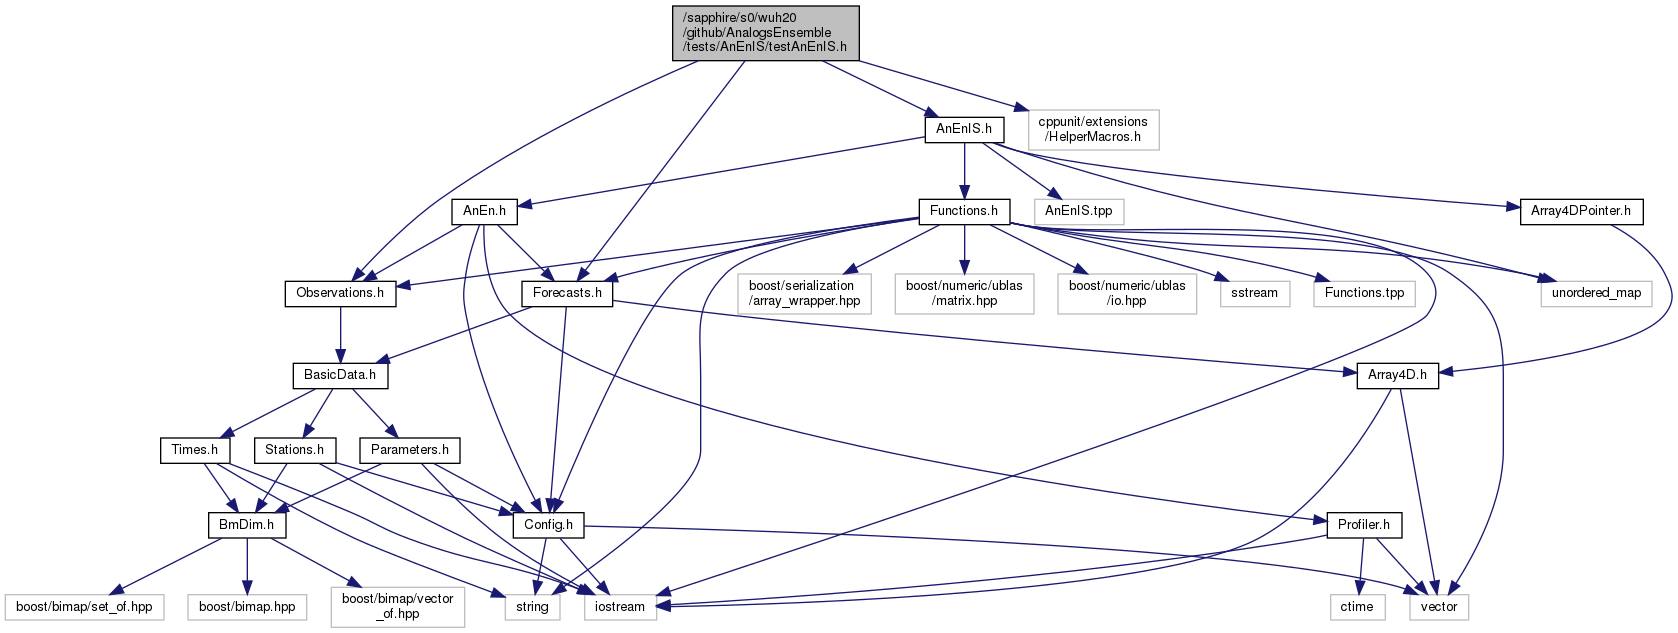 /sapphire/s0/wuh20
/github/AnalogsEnsemble
/tests/AnEnIS/testAnEnIS.h
AnEnIS.h
cppunit/extensions
/HelperMacros.h
AnEn.h
Functions.h
AnEnIS.tpp
Array4DPointer.h
Observations.h
Forecasts.h
boost/serialization
/array_wrapper.hpp
boost/numeric/ublas
/matrix.hpp
boost/numeric/ublas
/io.hpp
sstream
Functions.tpp
unordered_map
BasicData.h
Array4D.h
Times.h
Stations.h
Parameters.h
BmDim.h
Config.h
Profiler.h
boost/bimap/set_of.hpp
boost/bimap.hpp
boost/bimap/vector
_of.hpp
string
iostream
ctime
vector